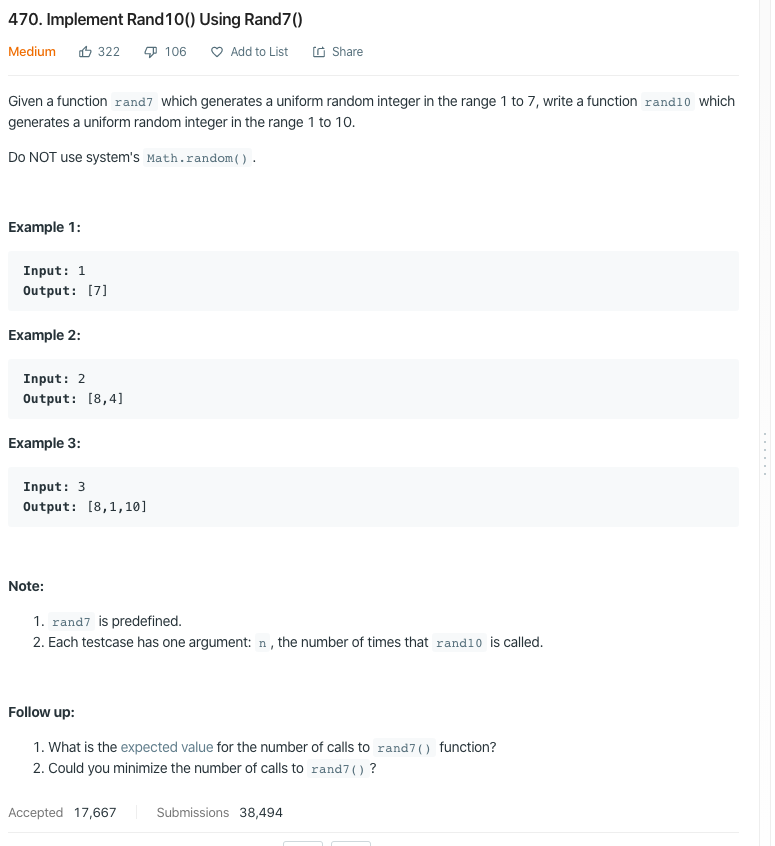 470. Implement Rand10() Using Rand7()
Medium 322 106 Add to List Share
Given a function rand7 which generates a uniform random integer in the range 1 to 7, write a function rand10 which
generates a uniform random integer in the range 1 to 10.
Do NOT use system's Math.random().
Example 1:
Input: 1
Output: [7]
Example 2:
Input: 2
Output: [8,4]
Example 3:
Input: 3
Output: [8,1,10]
Note:
1. rand7 is predefined.
2. Each testcase has one argument: n, the number of times that rand10 is called.
Follow up:
1. What is the expected value for the number of calls to rand7() function?
2. Could you minimize the number of calls to rand7()?
Accepted 17,667 Submissions 38,494